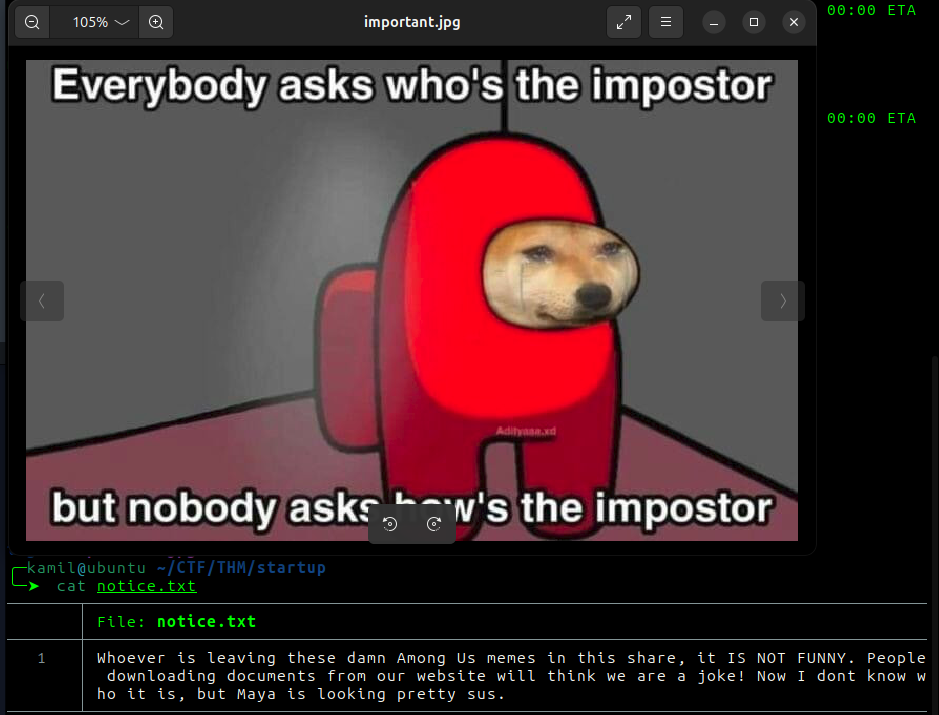 105%
important.jpg
00:00 ETA
00:00 ETA
Everybody asks who's the impostor
Adityasm.xd
but nobody asks how's the impostor
kamil@ubuntu ~/CTF/THM/startup
cat notice.txt
File: notice.txt
1
Whoever is leaving these damn Among Us memes in this share, it IS NOT FUNNY. People
downloading documents from our website will think we are a joke! Now I dont know w
ho it is, but Maya is looking pretty sus.